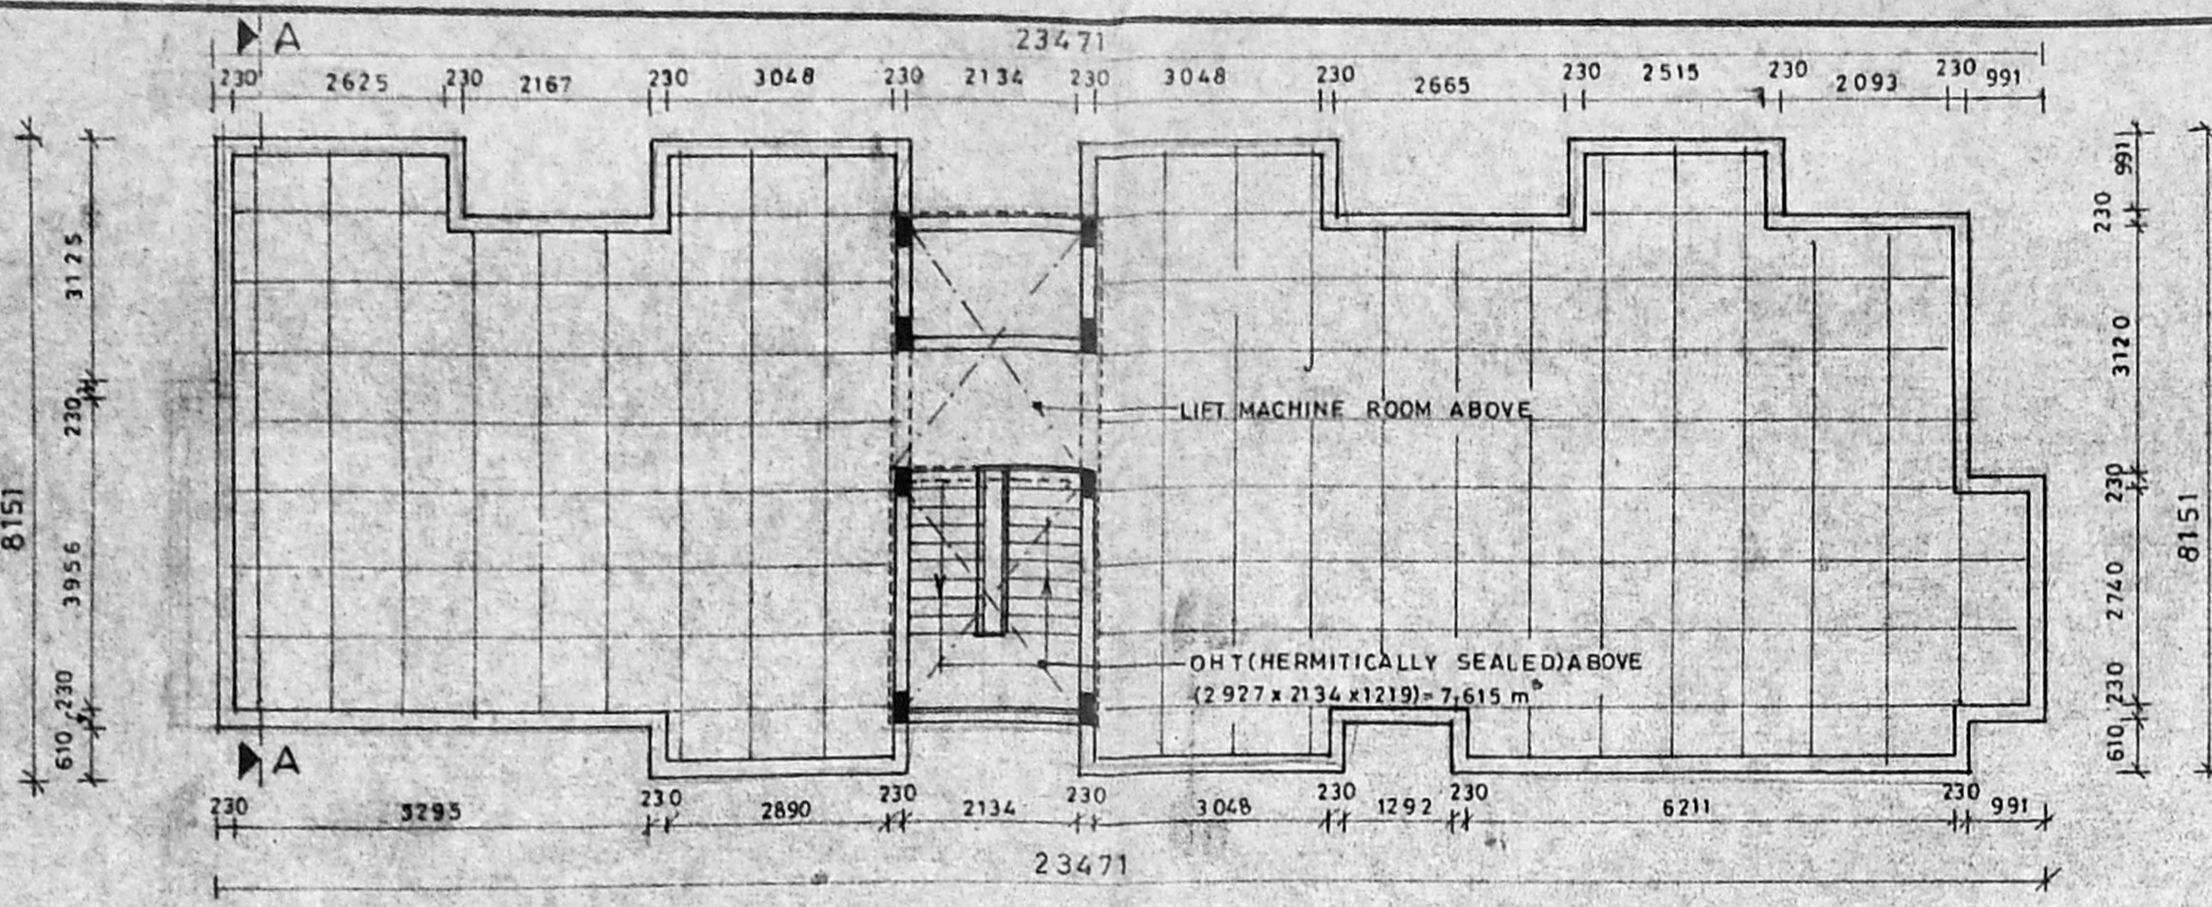 A
23471
230 2625 230 2167 230 3048 230 2134 230 3048 230 2665 230 2515 230 2093 230 991
8151
3125
230
3956
230
610
991
230
3120
230
2740
230
610
8151
LIFT MACHINE ROOM ABOVE
OHT(HERMITICALLY SEALED)ABOVE
(2927 x 2134 x1219)= 7,615 m³
A
230 5295 230 2890 230 2134 230 3048 230 1292 230 6211 230 991
23471